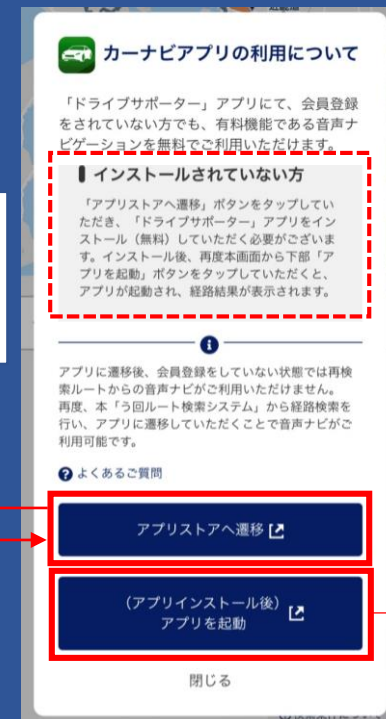 カーナビアプリの利用について
「ドライブサポーター」アプリにて、会員登録
をされていない方でも、有料機能である音声ナ
ビゲーションを無料でご利用いただけます。
インストールされていない方
「アプリストアへ遷移」ボタンをタップしてい
ただき、「ドライブサポーター」アプリをイン
ストール（無料）していただく必要がございま
す。インストール後、再度本画面から下部「ア
プリを起動」ボタンをタップしていただくと、
アプリが起動され、経路結果が表示されます。
アプリに遷移後、会員登録をしていない状態では再検
索ルートからの音声ナビがご利用いただけません。
再度、本「う回ルート検索システム」から経路検索を
行い、アプリに遷移していただくことで音声ナビがご
利用可能です。
よくあるご質問
アプリストアへ遷移
（アプリインストール後）
アプリを起動
閉じる